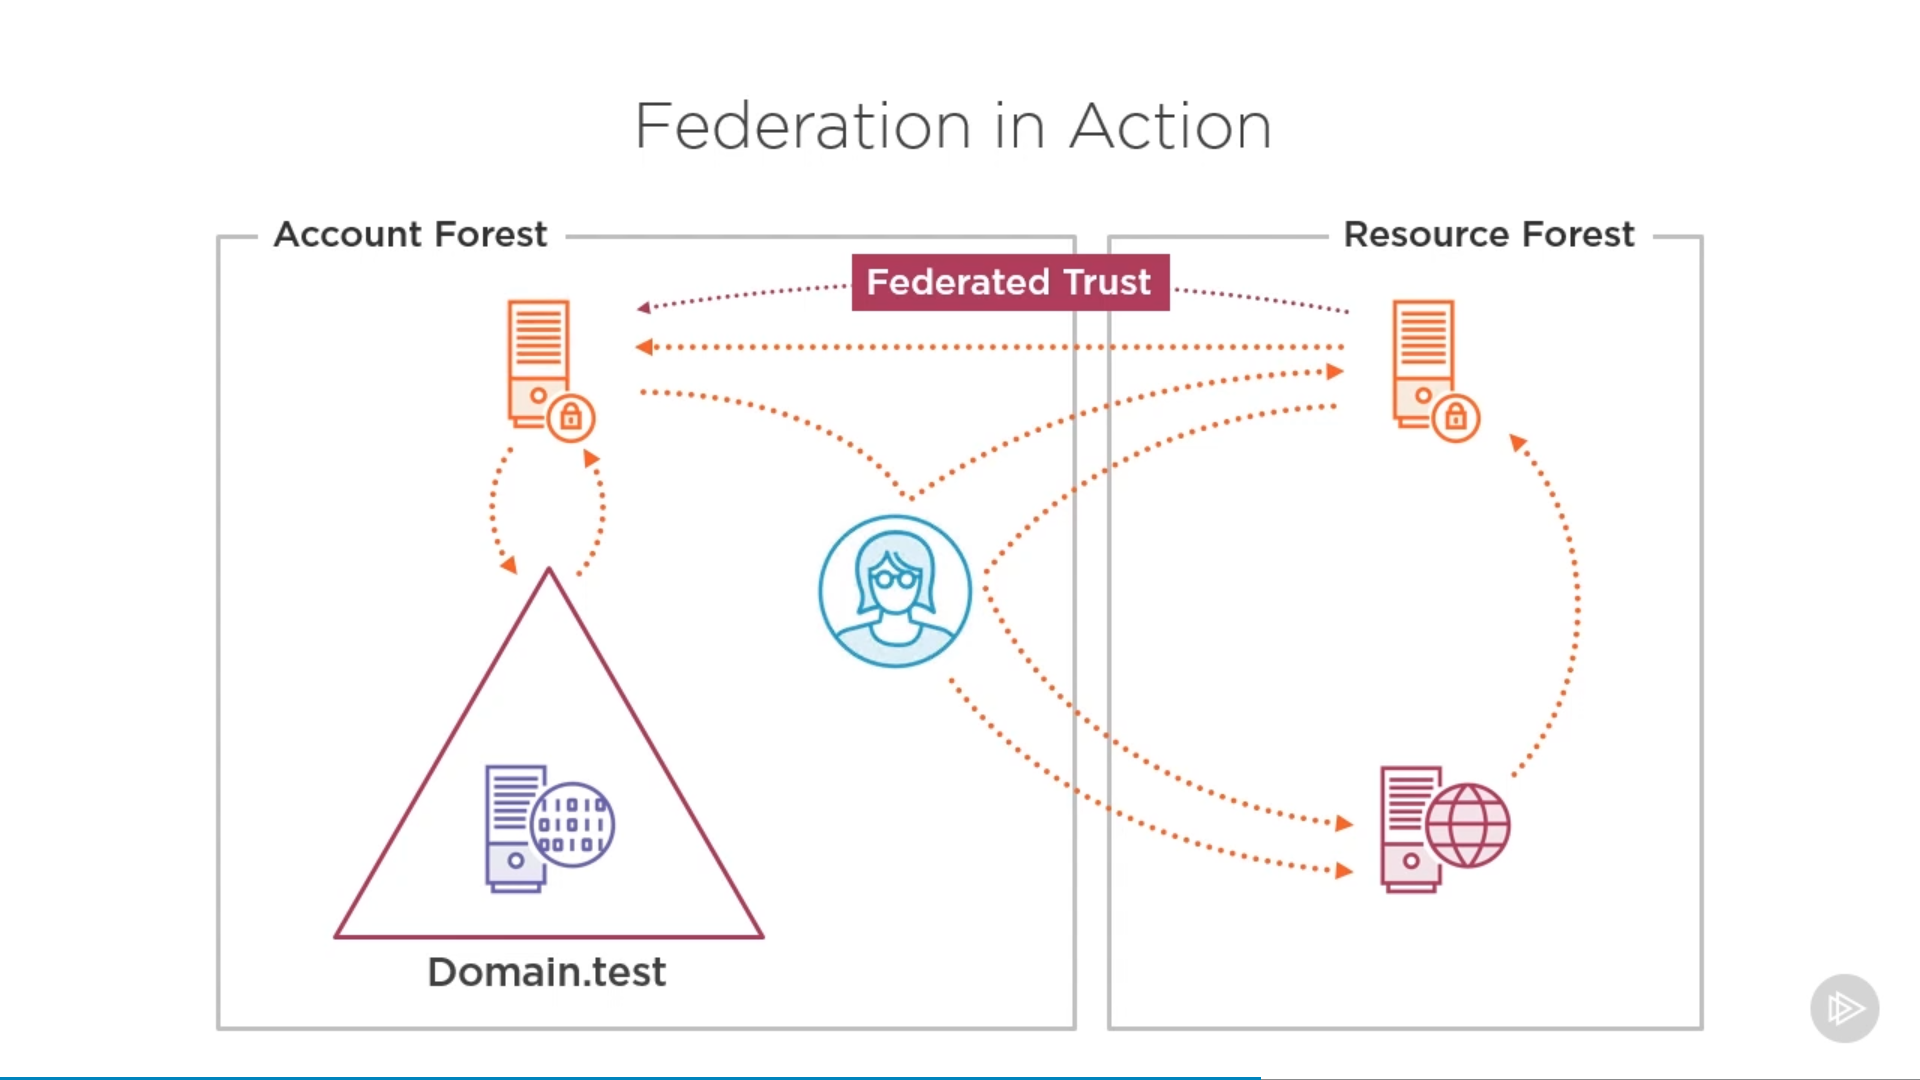 Federation in Action
Account Forest
Resource Forest
Federated Trust
Domain.test